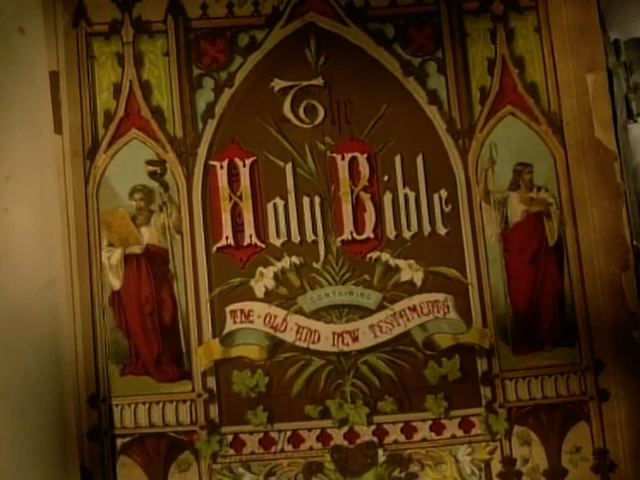 The
Holy Bible
CONTAINING
THE · OLD · AND · NEW · TESTAMENTS